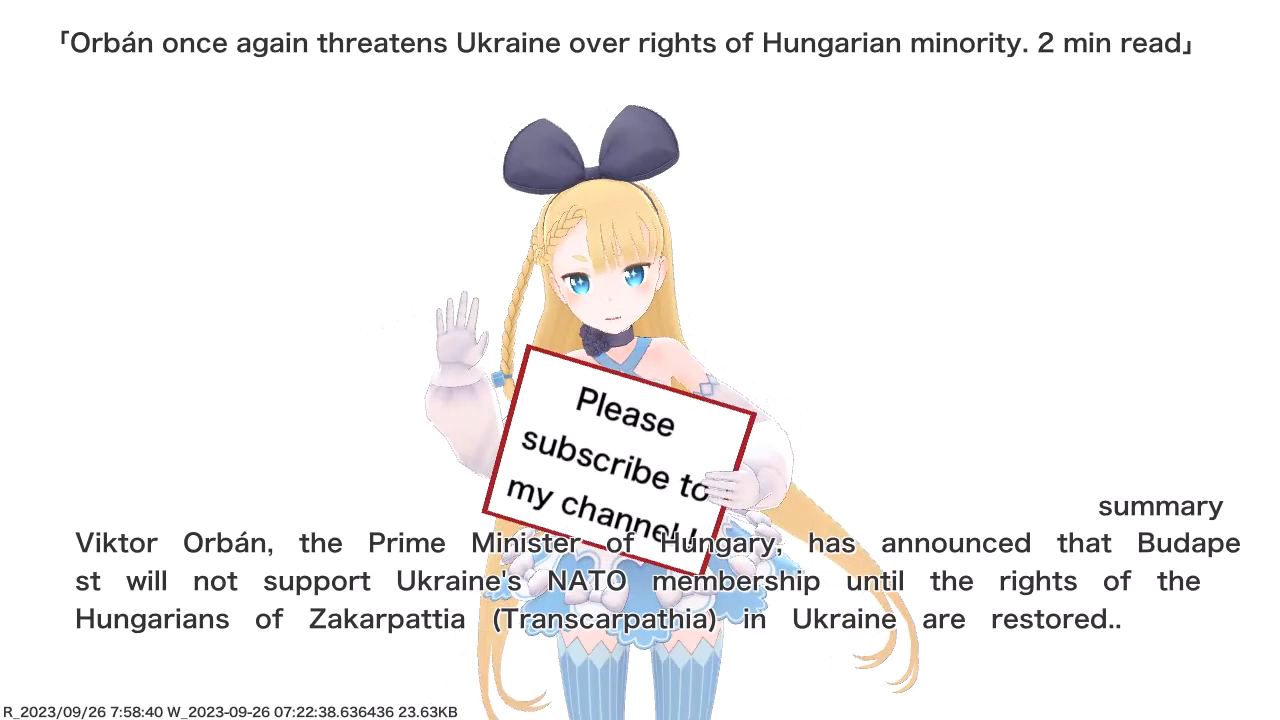 「Orbán once again threatens Ukraine over rights of Hungarian minority. 2 min read」
Please
subscribe to
my channel !
summary
Viktor Orbán, the Prime Minister of Hungary, has announced that Budape
st will not support Ukraine's NATO membership until the rights of the
Hungarians of Zakarpattia (Transcarpathia) in Ukraine are restored..
R_2023/09/26 7:58:40 W_2023-09-26 07:22:38.636436 23.63KB